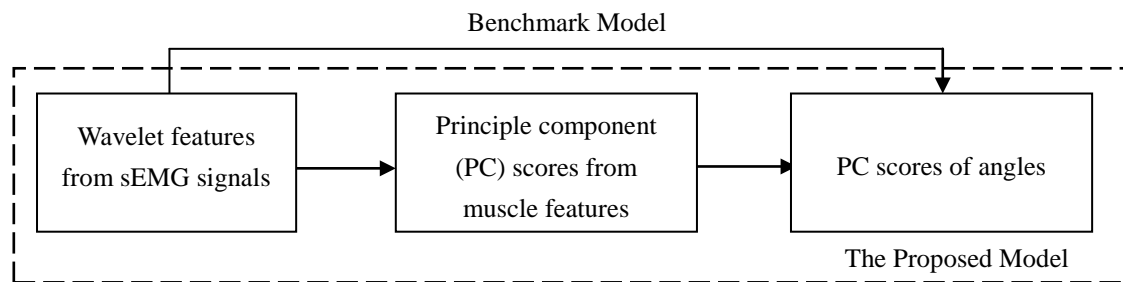 Benchmark Model
Wavelet features
from sEMG signals
Principle component
(PC) scores from
muscle features
PC scores of angles
The Proposed Model